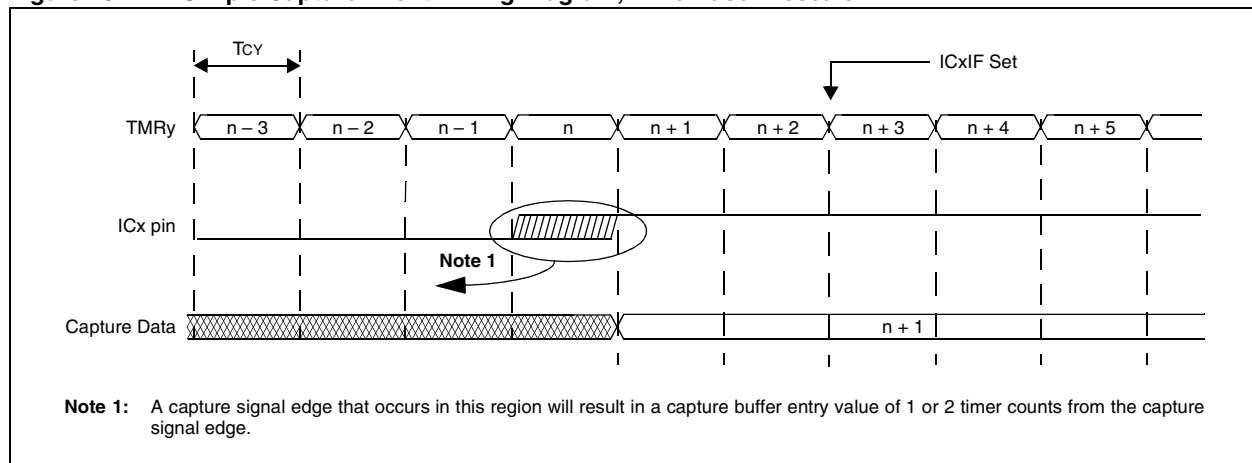 TCY
ICxIF Set
TMRy n – 3 n – 2 n – 1 n n + 1 n + 2 n + 3 n + 4 n + 5
ICx pin
Note 1
Capture Data n + 1
Note 1: A capture signal edge that occurs in this region will result in a capture buffer entry value of 1 or 2 timer counts from the capture
signal edge.